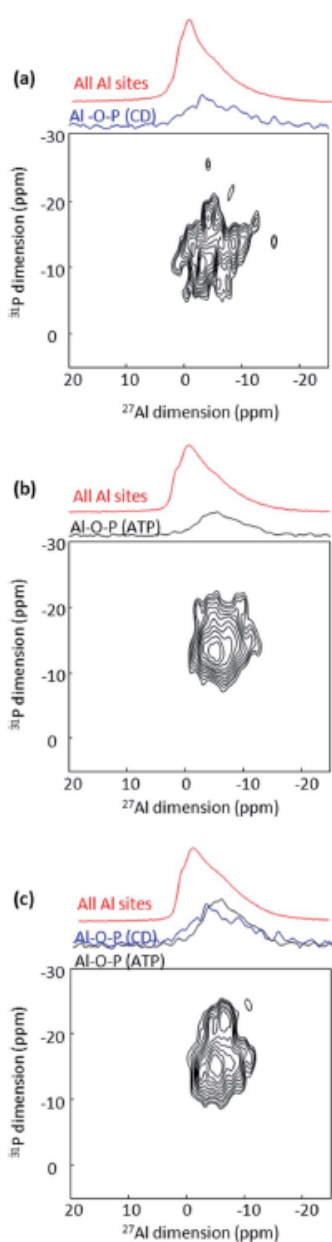 (a)
All Al sites
Al -O-P (CD)
-30
-20
-10
0
³¹P dimension (ppm)
20 10 0 -10 -20
²⁷Al dimension (ppm)
(b)
All Al sites
Al-O-P (ATP)
-30
-20
-10
0
³¹P dimension (ppm)
20 10 0 -10 -20
²⁷Al dimension (ppm)
(c)
All Al sites
Al-O-P (CD)
Al-O-P (ATP)
-30
-20
-10
0
³¹P dimension (ppm)
20 10 0 -10 -20
²⁷Al dimension (ppm)